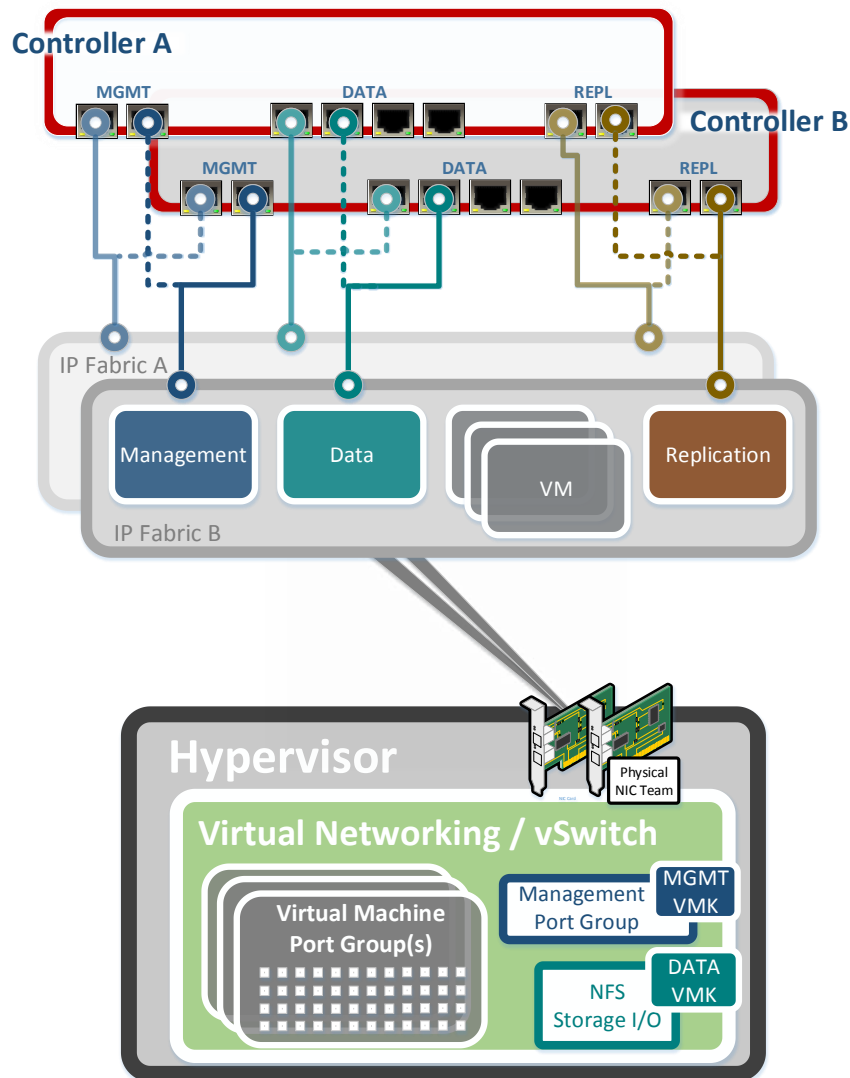 Controller A
MGMT
DATA
REPL
Controller B
MGMT
DATA
REPL
IP Fabric A
Management
Data
VM
Replication
IP Fabric B
Hypervisor
Physical
NIC Team
Virtual Networking / vSwitch
Virtual Machine
Port Group(s)
Management
Port Group
MGMT
VMK
NFS
Storage I/O
DATA
VMK